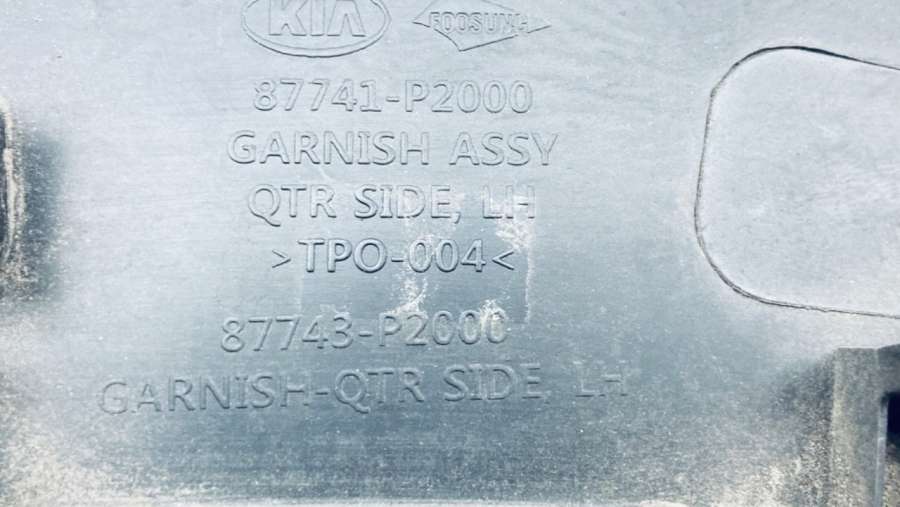 KIA FOOSUNG
87741-P2000
GARNISH ASSY
QTR SIDE, LH
>TPO-004<
87743-P2000
GARNISH-QTR SIDE, LH